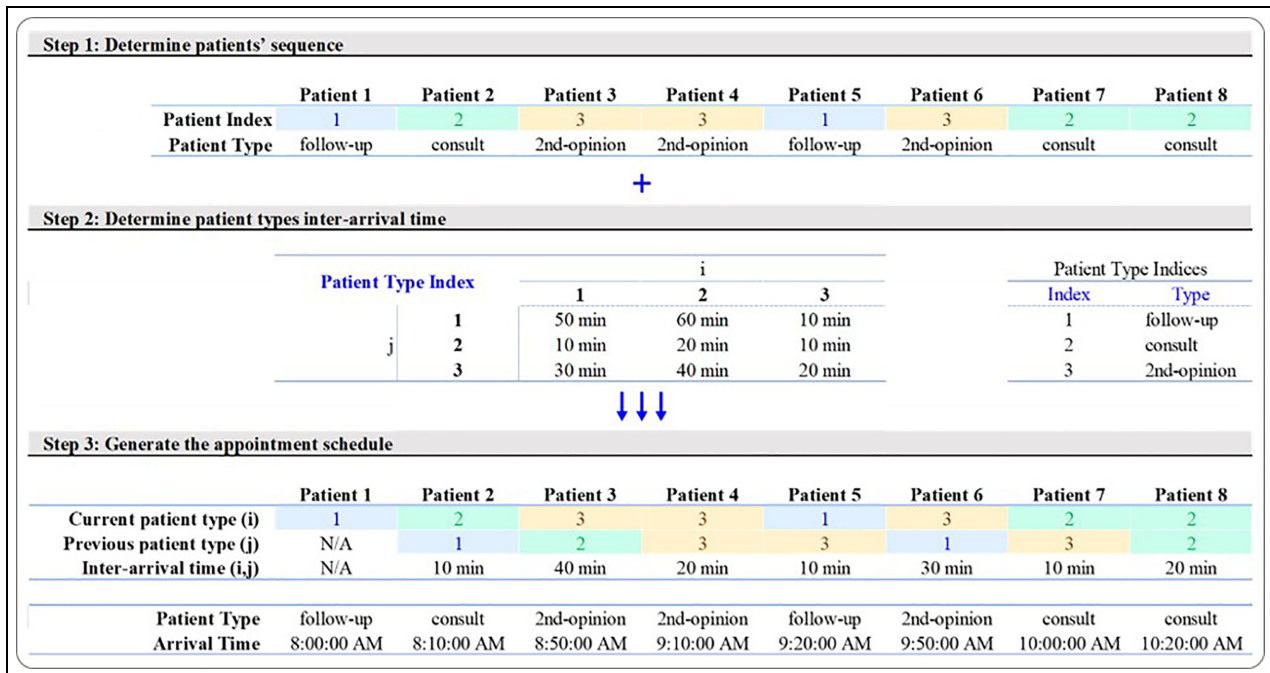 Step 1: Determine patients' sequence
Patient 1 Patient 2 Patient 3 Patient 4 Patient 5 Patient 6 Patient 7 Patient 8
Patient Index 1 2 3 3 1 3 2 2
Patient Type follow-up consult 2nd-opinion 2nd-opinion follow-up 2nd-opinion consult consult
+
Step 2: Determine patient types inter-arrival time
Patient Type Index i Patient Type Indices
1 2 3 Index Type
1 50 min 60 min 10 min 1 follow-up
j 2 10 min 20 min 10 min 2 consult
3 30 min 40 min 20 min 3 2nd-opinion
Step 3: Generate the appointment schedule
Patient 1 Patient 2 Patient 3 Patient 4 Patient 5 Patient 6 Patient 7 Patient 8
Current patient type (i) 1 2 3 3 1 3 2 2
Previous patient type (j) N/A 1 2 3 3 1 3 2
Inter-arrival time (i,j) N/A 10 min 40 min 20 min 10 min 30 min 10 min 20 min
Patient Type follow-up consult 2nd-opinion 2nd-opinion follow-up 2nd-opinion consult consult
Arrival Time 8:00:00 AM 8:10:00 AM 8:50:00 AM 9:10:00 AM 9:20:00 AM 9:50:00 AM 10:00:00 AM 10:20:00 AM